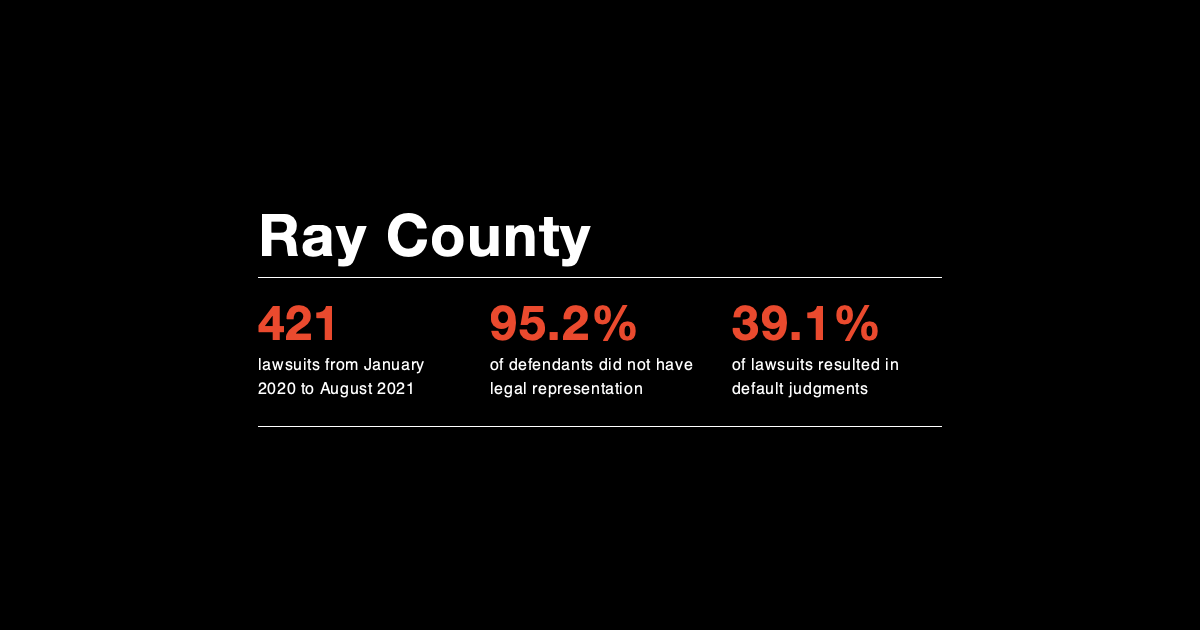 Ray County
421
lawsuits from January
2020 to August 2021
95.2%
of defendants did not have
legal representation
39.1%
of lawsuits resulted in
default judgments